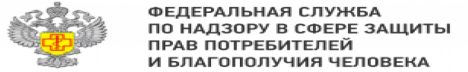 ФЕДЕРАЛЬНАЯ СЛУЖБА
ПО НАДЗОРУ В СФЕРЕ ЗАЩИТЫ
ПРАВ ПОТРЕБИТЕЛЕЙ
И БЛАГОПОЛУЧИЯ ЧЕЛОВЕКА